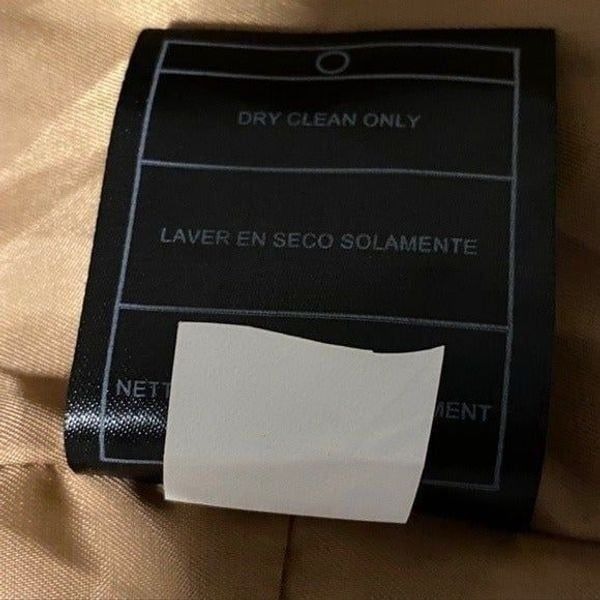 DRY CLEAN ONLY
LAVER EN SECO SOLAMENTE
NETT MENT